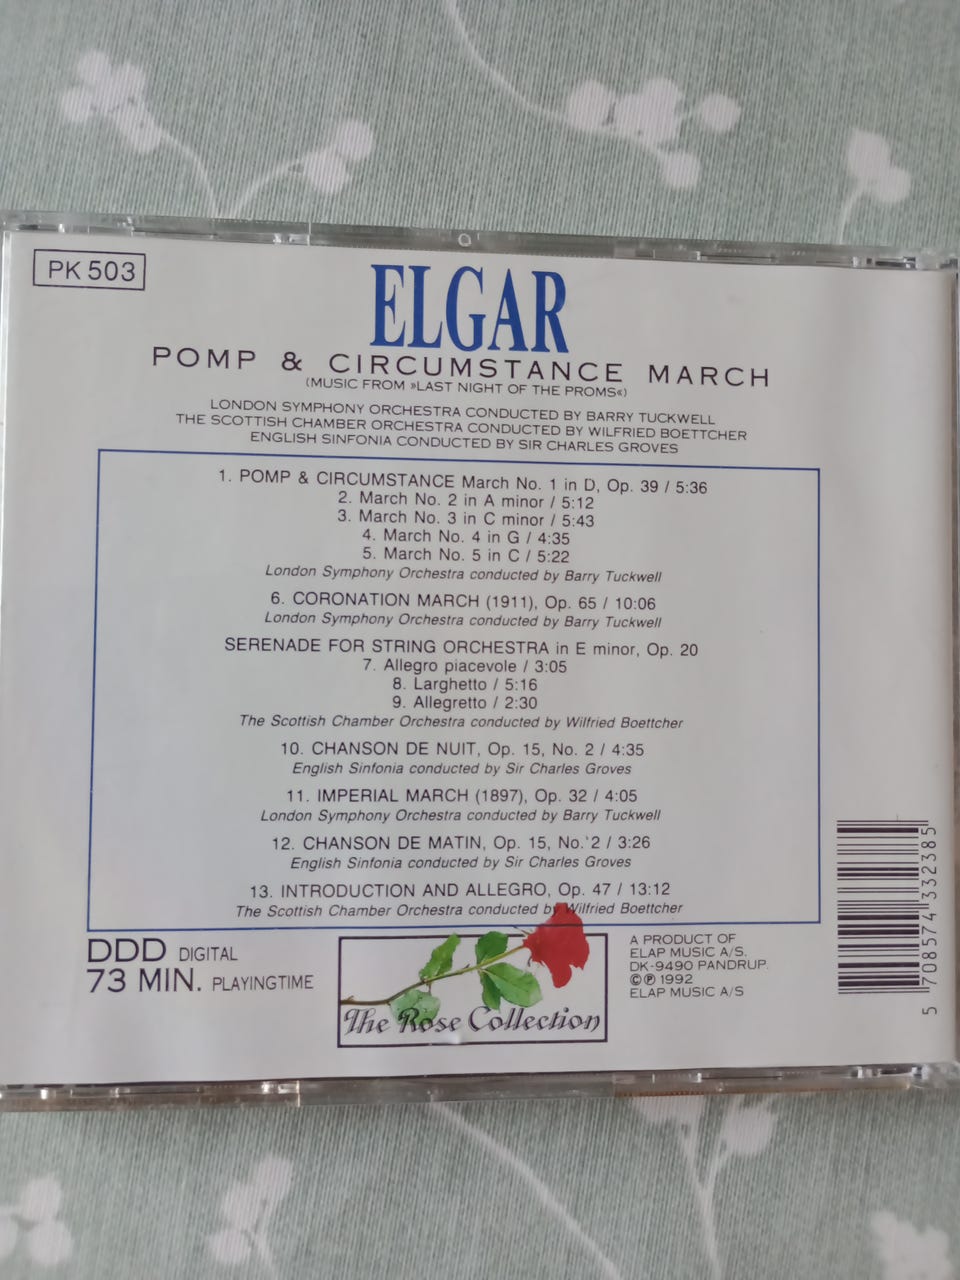 PK 503
ELGAR
POMP & CIRCUMSTANCE MARCH
(MUSIC FROM »LAST NIGHT OF THE PROMS«)
LONDON SYMPHONY ORCHESTRA CONDUCTED BY BARRY TUCKWELL
THE SCOTTISH CHAMBER ORCHESTRA CONDUCTED BY WILFRIED BOETTCHER
ENGLISH SINFONIA CONDUCTED BY SIR CHARLES GROVES
1. POMP & CIRCUMSTANCE March No. 1 in D, Op. 39 / 5:36
2. March No. 2 in A minor / 5:12
3. March No. 3 in C minor / 5:43
4. March No. 4 in G / 4:35
5. March No. 5 in C / 5:22
London Symphony Orchestra conducted by Barry Tuckwell
6. CORONATION MARCH (1911), Op. 65 / 10:06
London Symphony Orchestra conducted by Barry Tuckwell
SERENADE FOR STRING ORCHESTRA in E minor, Op. 20
7. Allegro piacevole / 3:05
8. Larghetto / 5:16
9. Allegretto / 2:30
The Scottish Chamber Orchestra conducted by Wilfried Boettcher
10. CHANSON DE NUIT, Op. 15, No. 2 / 4:35
English Sinfonia conducted by Sir Charles Groves
11. IMPERIAL MARCH (1897), Op. 32 / 4:05
London Symphony Orchestra conducted by Barry Tuckwell
12. CHANSON DE MATIN, Op. 15, No. 2 / 3:26
English Sinfonia conducted by Sir Charles Groves
13. INTRODUCTION AND ALLEGRO, Op. 47 / 13:12
The Scottish Chamber Orchestra conducted by Wilfried Boettcher
DDD DIGITAL
73 MIN. PLAYINGTIME
The Rose Collection
A PRODUCT OF
ELAP MUSIC A/S.
DK-9490 PANDRUP.
©℗ 1992
ELAP MUSIC A/S
5 708574 332385